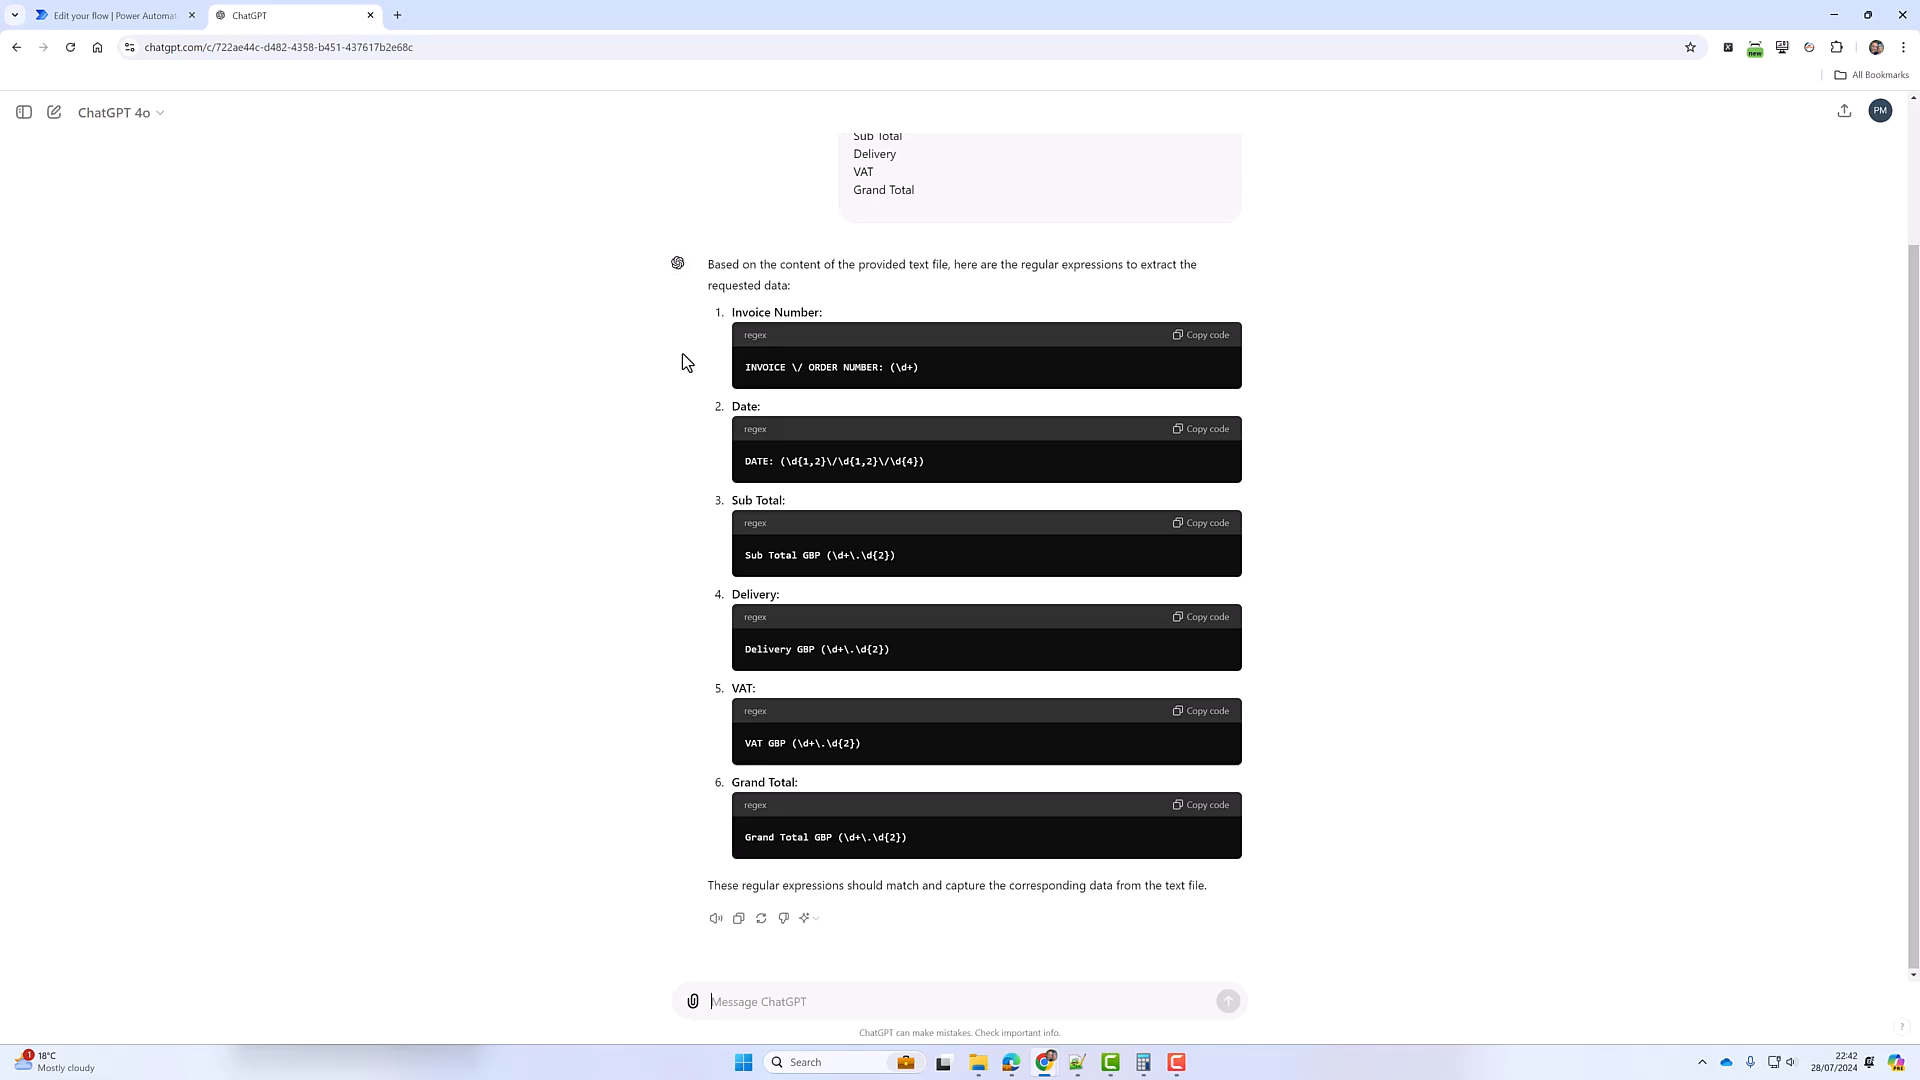 Edit your flow | Power Automat
ChatGPT
chatgpt.com/c/722ae44c-d482-4358-b451-437617b2e68c
new
All Bookmarks
ChatGPT 4o
PM
Sub Total
Delivery
VAT
Grand Total
Based on the content of the provided text file, here are the regular expressions to extract the
requested data:
1. Invoice Number:
regex
Copy code
INVOICE \/ ORDER NUMBER: (\d+)
2. Date:
regex
Copy code
DATE: (\d{1,2}\/\d{1,2}\/\d{4})
3. Sub Total:
regex
Copy code
Sub Total GBP (\d+\.\d{2})
4. Delivery:
regex
Copy code
Delivery GBP (\d+\.\d{2})
5. VAT:
regex
Copy code
VAT GBP (\d+\.\d{2})
6. Grand Total:
regex
Copy code
Grand Total GBP (\d+\.\d{2})
These regular expressions should match and capture the corresponding data from the text file.
Message ChatGPT
ChatGPT can make mistakes. Check important info.
?
1
18°C
Mostly cloudy
Search
22:42
28/07/2024
PRE